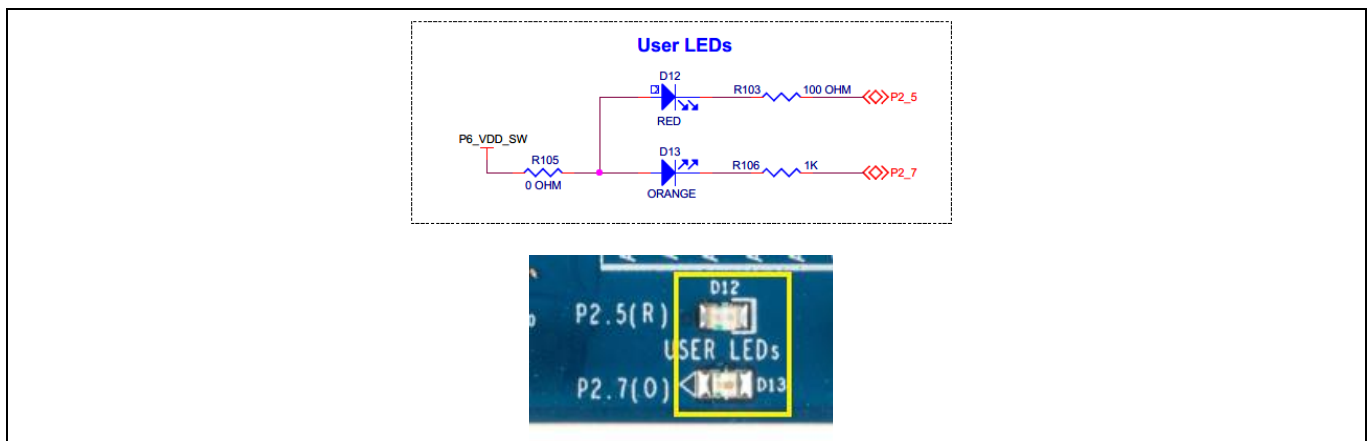 User LEDs
D12
R103 100 OHM P2_5
RED
P6_VDD_SW
R105
0 OHM
D13
R106 1K P2_7
ORANGE
D12
P2.5(R)
USER LEDs
P2.7(O) D13